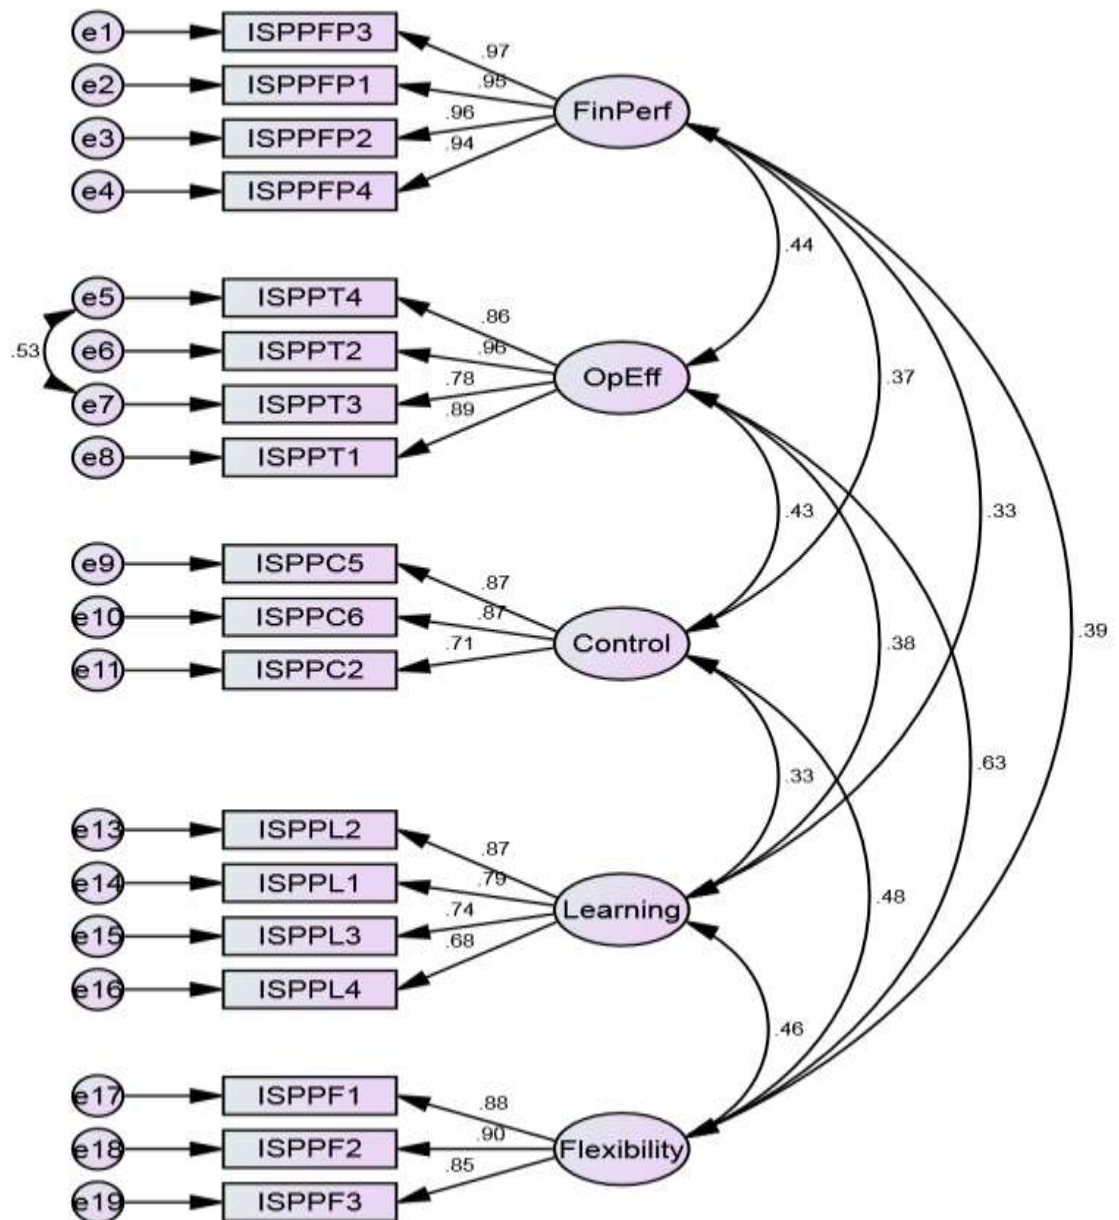 e1 ISPPFP3 .97
e2 ISPPFP1 .95 FinPerf
e3 ISPPFP2 .96
e4 ISPPFP4 .94
.44
e5 ISPPT4 .86
.53 e6 ISPPT2 .96 OpEff .37
e7 ISPPT3 .78
e8 ISPPT1 .89
.43 .33
e9 ISPPC5 .87
e10 ISPPC6 .87 Control .38 .39
e11 ISPPC2 .71
.33 .63
e13 ISPPL2 .87
e14 ISPPL1 .79 Learning .48
e15 ISPPL3 .74
e16 ISPPL4 .68
.46
e17 ISPPF1 .88
e18 ISPPF2 .90 Flexibility
e19 ISPPF3 .85